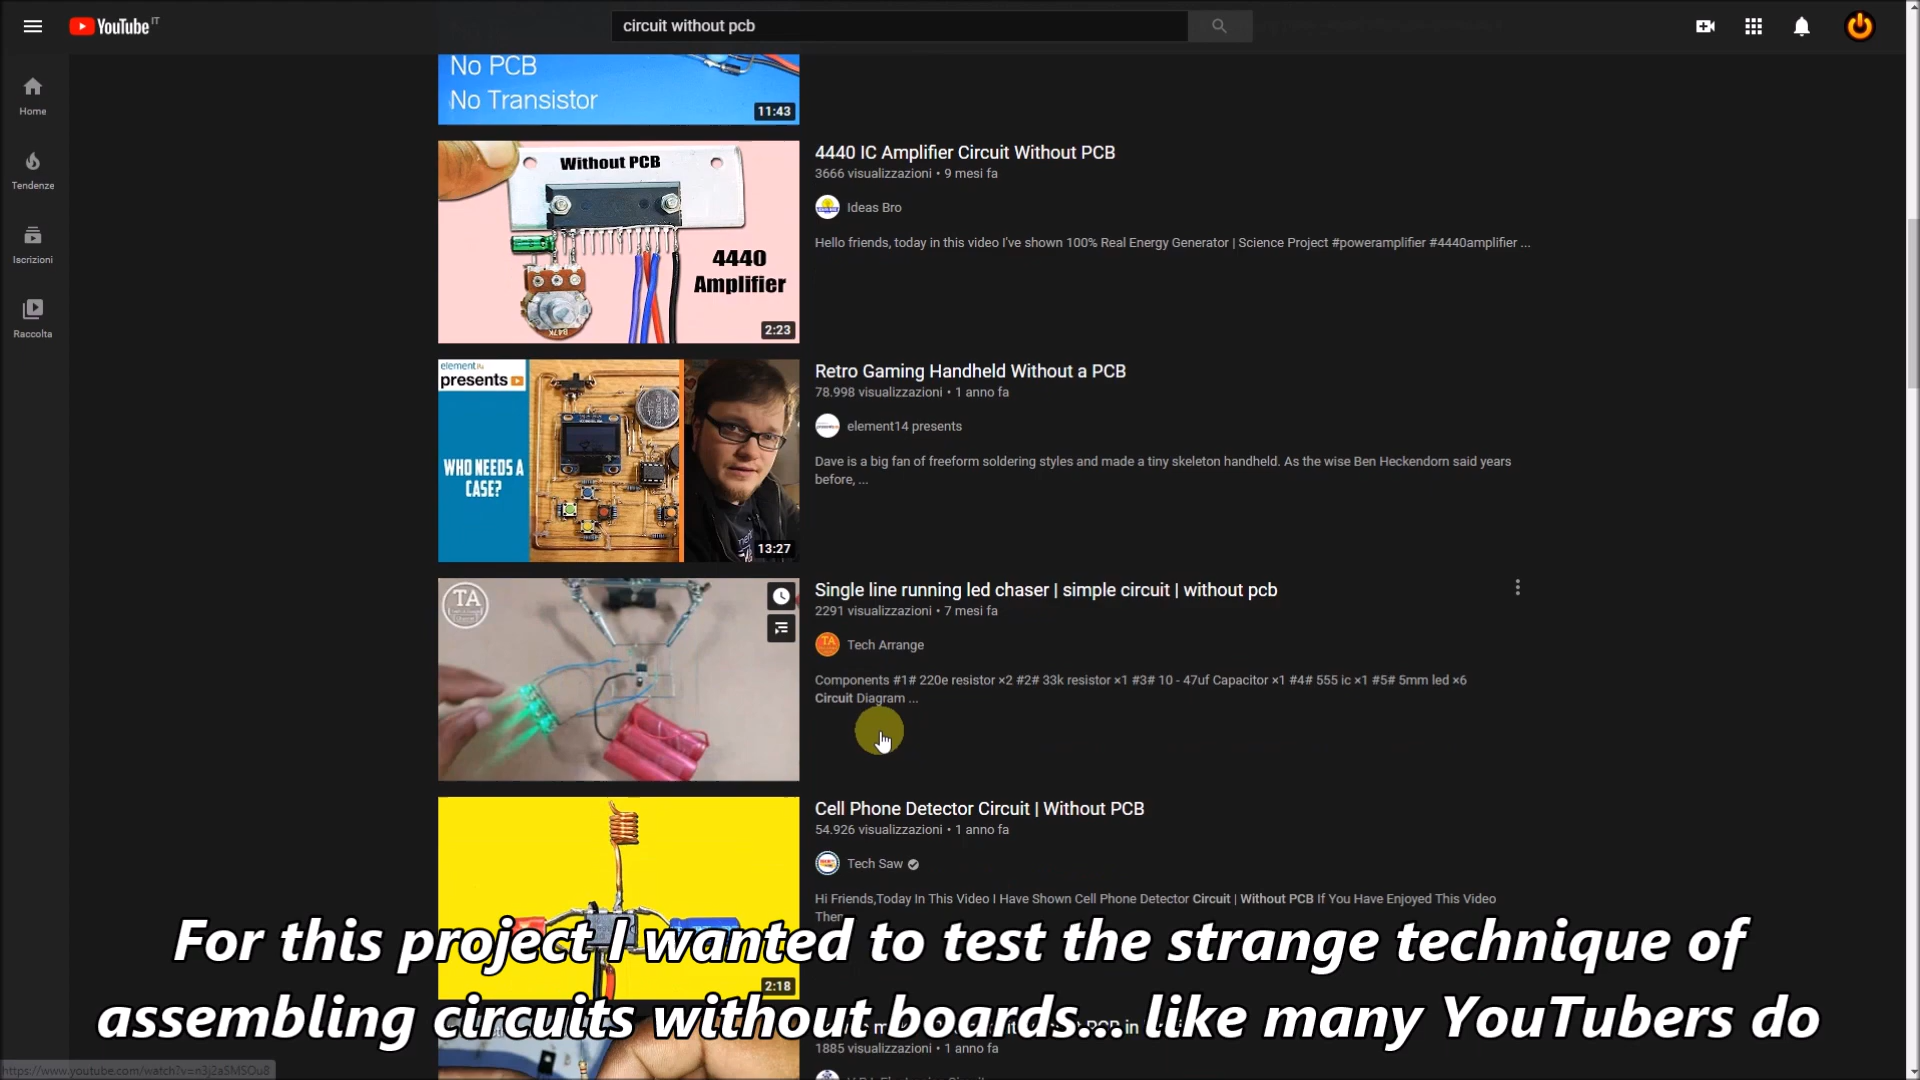 YouTube IT
circuit without pcb
Home
Tendenze
Iscrizioni
Raccolta
No PCB
No Transistor
11:43
Without PCB
4440
Amplifier
B47K
2:23
4440 IC Amplifier Circuit Without PCB
3666 visualizzazioni • 9 mesi fa
Ideas Bro
Hello friends, today in this video I've shown 100% Real Energy Generator | Science Project #poweramplifier #4440amplifier ...
element14
presents
WHO NEEDS A
CASE?
13:27
Retro Gaming Handheld Without a PCB
78.998 visualizzazioni • 1 anno fa
element14 presents
Dave is a big fan of freeform soldering styles and made a tiny skeleton handheld. As the wise Ben Heckendorn said years
before, ...
TA
Single line running led chaser | simple circuit | without pcb
2291 visualizzazioni • 7 mesi fa
TA
Tech Arrange
Components #1# 220e resistor ×2 #2# 33k resistor ×1 #3# 10 - 47uf Capacitor ×1 #4# 555 ic ×1 #5# 5mm led ×6
Circuit Diagram ...
2:18
Cell Phone Detector Circuit | Without PCB
54.926 visualizzazioni • 1 anno fa
Tech Saw
Hi Friends,Today In This Video I Have Shown Cell Phone Detector Circuit | Without PCB If You Have Enjoyed This Video
Then
For this project I wanted to test the strange technique of
assembling circuits without boards... like many YouTubers do
1885 visualizzazioni • 1 anno fa
https://www.youtube.com/watch?v=n3j2aSMSOu8